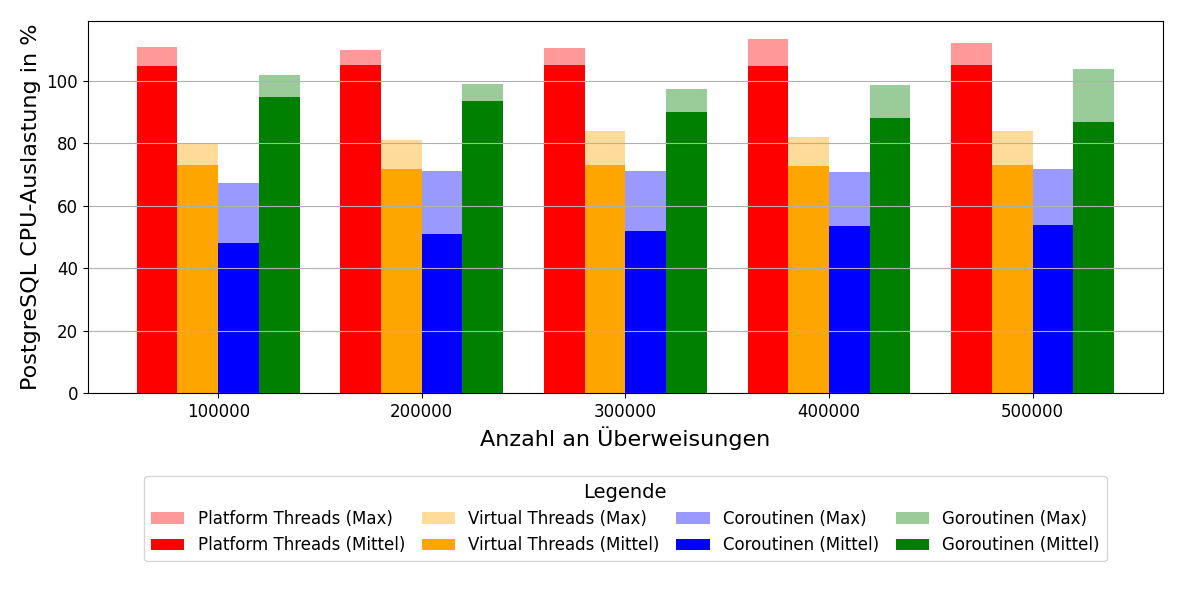 PostgreSQL CPU-Auslastung in %
100
80
60
40
20
0
100000 200000 300000 400000 500000
Anzahl an Überweisungen
Legende
Platform Threads (Max) Virtual Threads (Max) Coroutinen (Max) Goroutinen (Max)
Platform Threads (Mittel) Virtual Threads (Mittel) Coroutinen (Mittel) Goroutinen (Mittel)